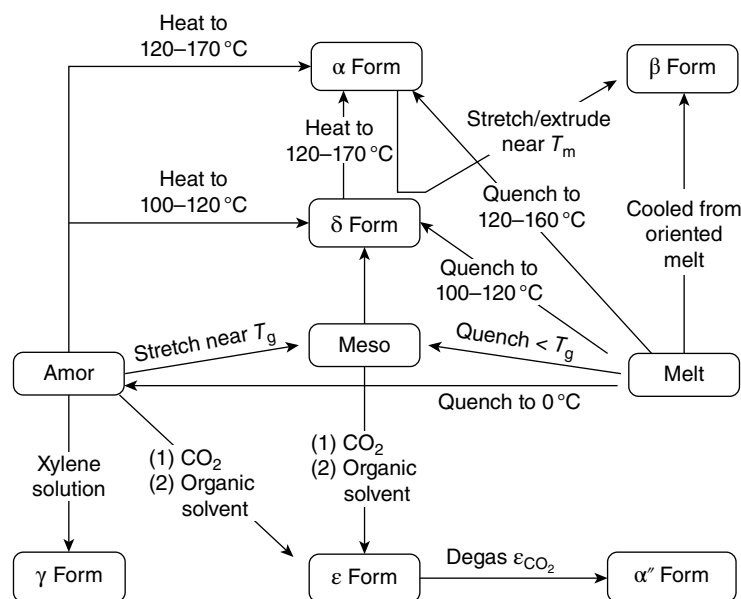 Heat to
120–170 °C
α Form
β Form
Heat to
120–170 °C
Stretch/extrude
near Tm
Heat to
100–120 °C
Quench to
120–160 °C
Cooled from
oriented
melt
δ Form
Quench to
100–120 °C
Stretch near Tg
Meso
Quench < Tg
Amor
Melt
Quench to 0 °C
Xylene
solution
(1) CO₂
(2) Organic
solvent
(1) CO₂
(2) Organic
solvent
γ Form
ε Form
Degas εCO₂
α″ Form